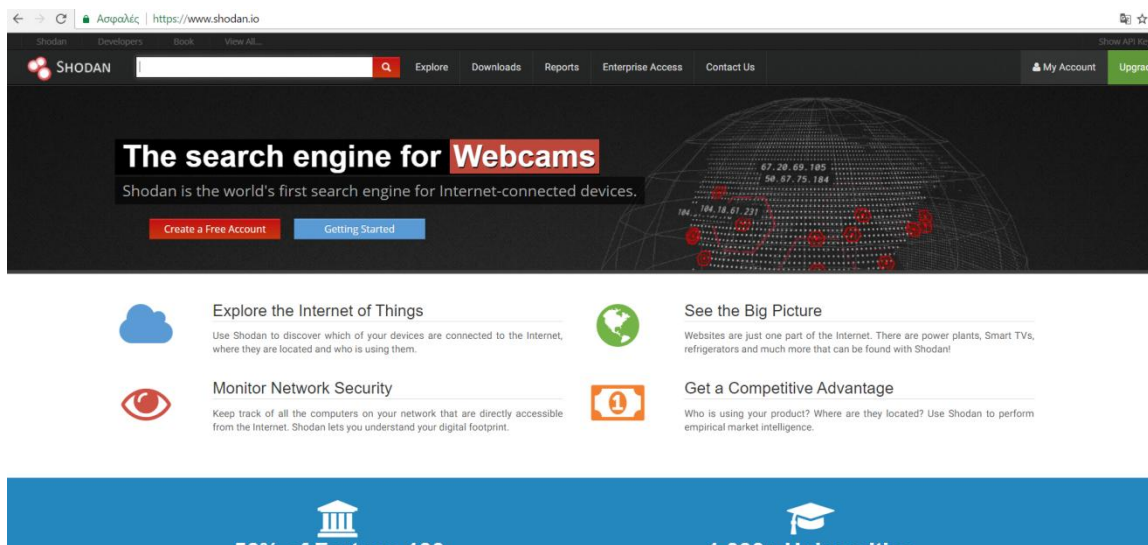 Ασφαλές https://www.shodan.io
Shodan Developers Book View All... Show API Key
SHODAN Explore Downloads Reports Enterprise Access Contact Us My Account
The search engine for Webcams
Shodan is the world's first search engine for Internet-connected devices.
Create a Free Account Getting Started
67.20.69.105
50.67.75.184
104.18.61.231
104.
Explore the Internet of Things
Use Shodan to discover which of your devices are connected to the Internet,
where they are located and who is using them.
See the Big Picture
Websites are just one part of the Internet. There are power plants, Smart TVs,
refrigerators and much more that can be found with Shodan!
Monitor Network Security
Keep track of all the computers on your network that are directly accessible
from the Internet. Shodan lets you understand your digital footprint.
1
Get a Competitive Advantage
Who is using your product? Where are they located? Use Shodan to perform
empirical market intelligence.